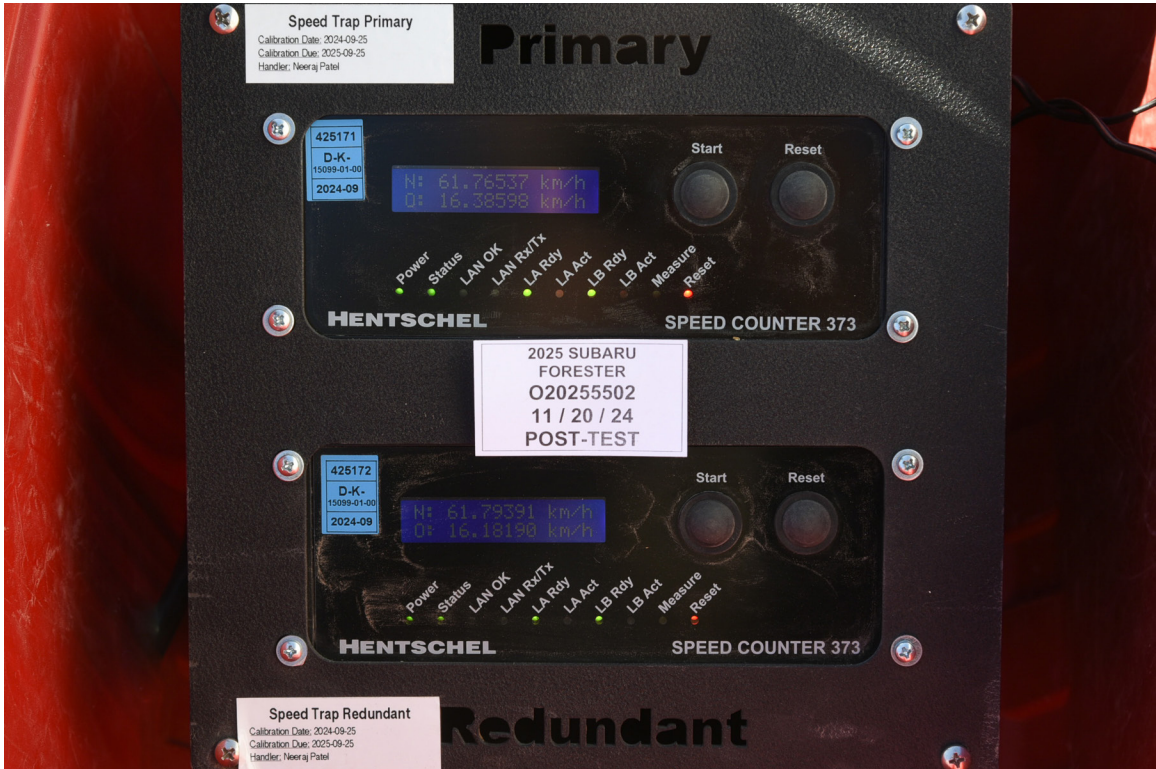 Speed Trap Primary
Calibration Date: 2024-09-25
Calibration Due: 2025-09-25
Handler: Neeraj Patel
Primary
425171
D-K-
15099-01-00
2024-09
N: 61.76537 km/h
O: 16.38598 km/h
Start
Reset
Power
Status
LAN OK
LAN Rx/Tx
LA Rdy
LA Act
LB Rdy
LB Act
Measure
Reset
HENTSCHEL
SPEED COUNTER 373
2025 SUBARU
FORESTER
O20255502
11 / 20 / 24
POST-TEST
425172
D-K-
15099-01-00
2024-09
N: 61.79391 km/h
O: 16.18190 km/h
Start
Reset
Power
Status
LAN OK
LAN Rx/Tx
LA Rdy
LA Act
LB Rdy
LB Act
Measure
Reset
HENTSCHEL
SPEED COUNTER 373
Speed Trap Redundant
Calibration Date: 2024-09-25
Calibration Due: 2025-09-25
Handler: Neeraj Patel
Redundant